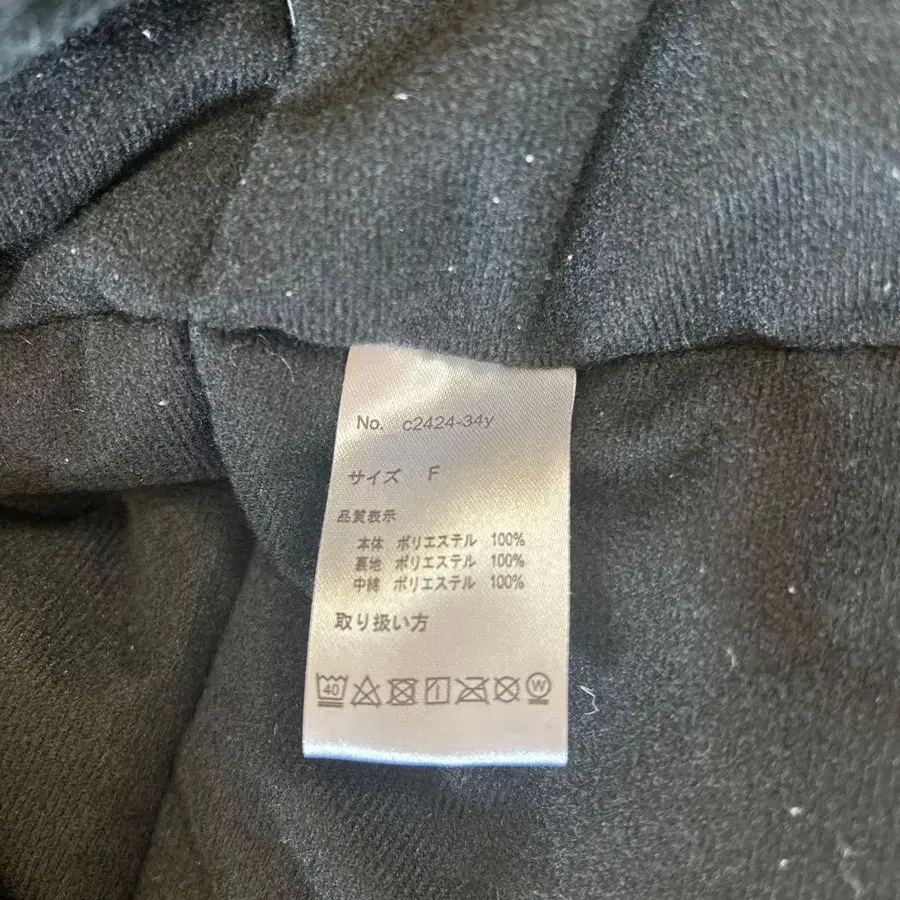 No. c2424-34y
サイズ F
品質表示
本体 ポリエステル 100%
裏地 ポリエステル 100%
中綿 ポリエステル 100%
取り扱い方
40 W